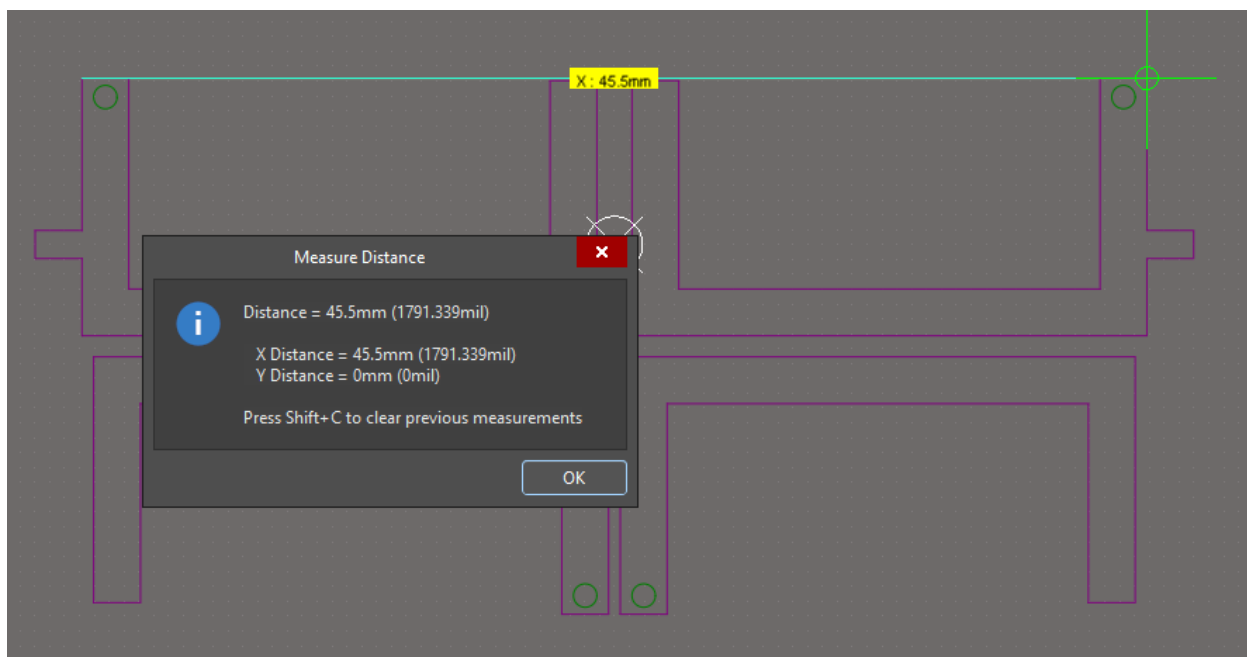 X : 45.5mm
Measure Distance
Distance = 45.5mm (1791.339mil)
X Distance = 45.5mm (1791.339mil)
Y Distance = 0mm (0mil)
Press Shift+C to clear previous measurements
OK